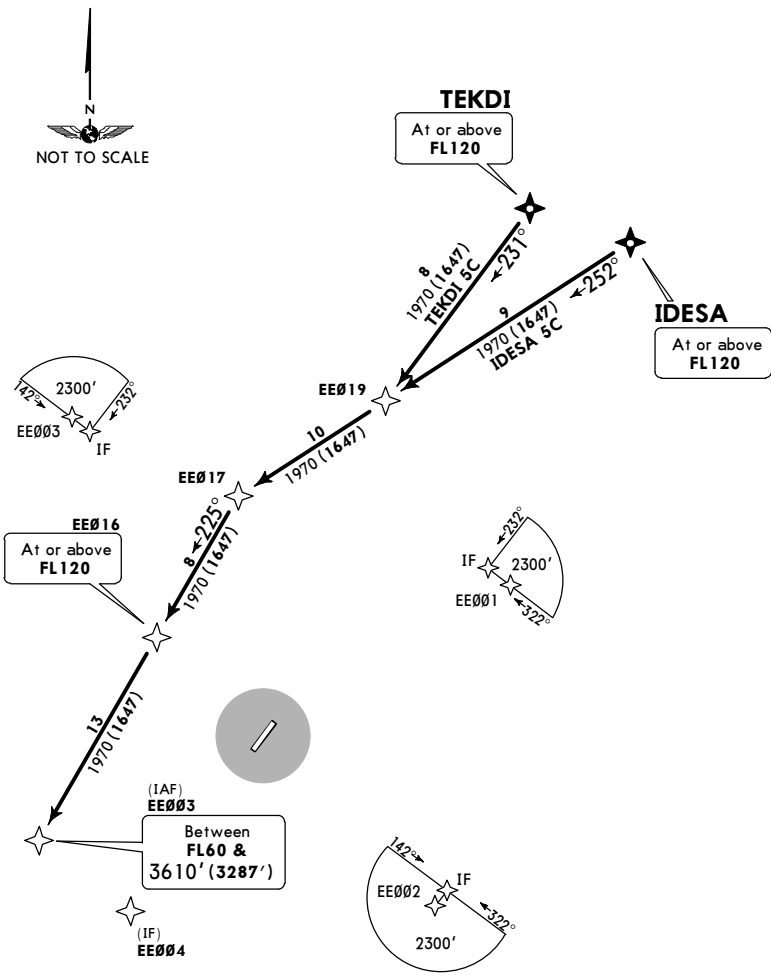 N
NOT TO SCALE
TEKDI
At or above
FL120
8
1970 (1647)
TEKDI 5C
231°
252°
9
1970 (1647)
IDESA 5C
IDESA
At or above
FL120
142°
2300'
232°
EEØØ3
IF
EEØ19
10
1970 (1647)
EEØ17
225°
8
1970 (1647)
EEØ16
At or above
FL120
232°
IF
2300'
EEØØ1
322°
13
1970 (1647)
(IAF)
EEØØ3
Between
FL60 &
3610' (3287')
(IF)
EEØØ4
142°
IF
EEØØ2
322°
2300'